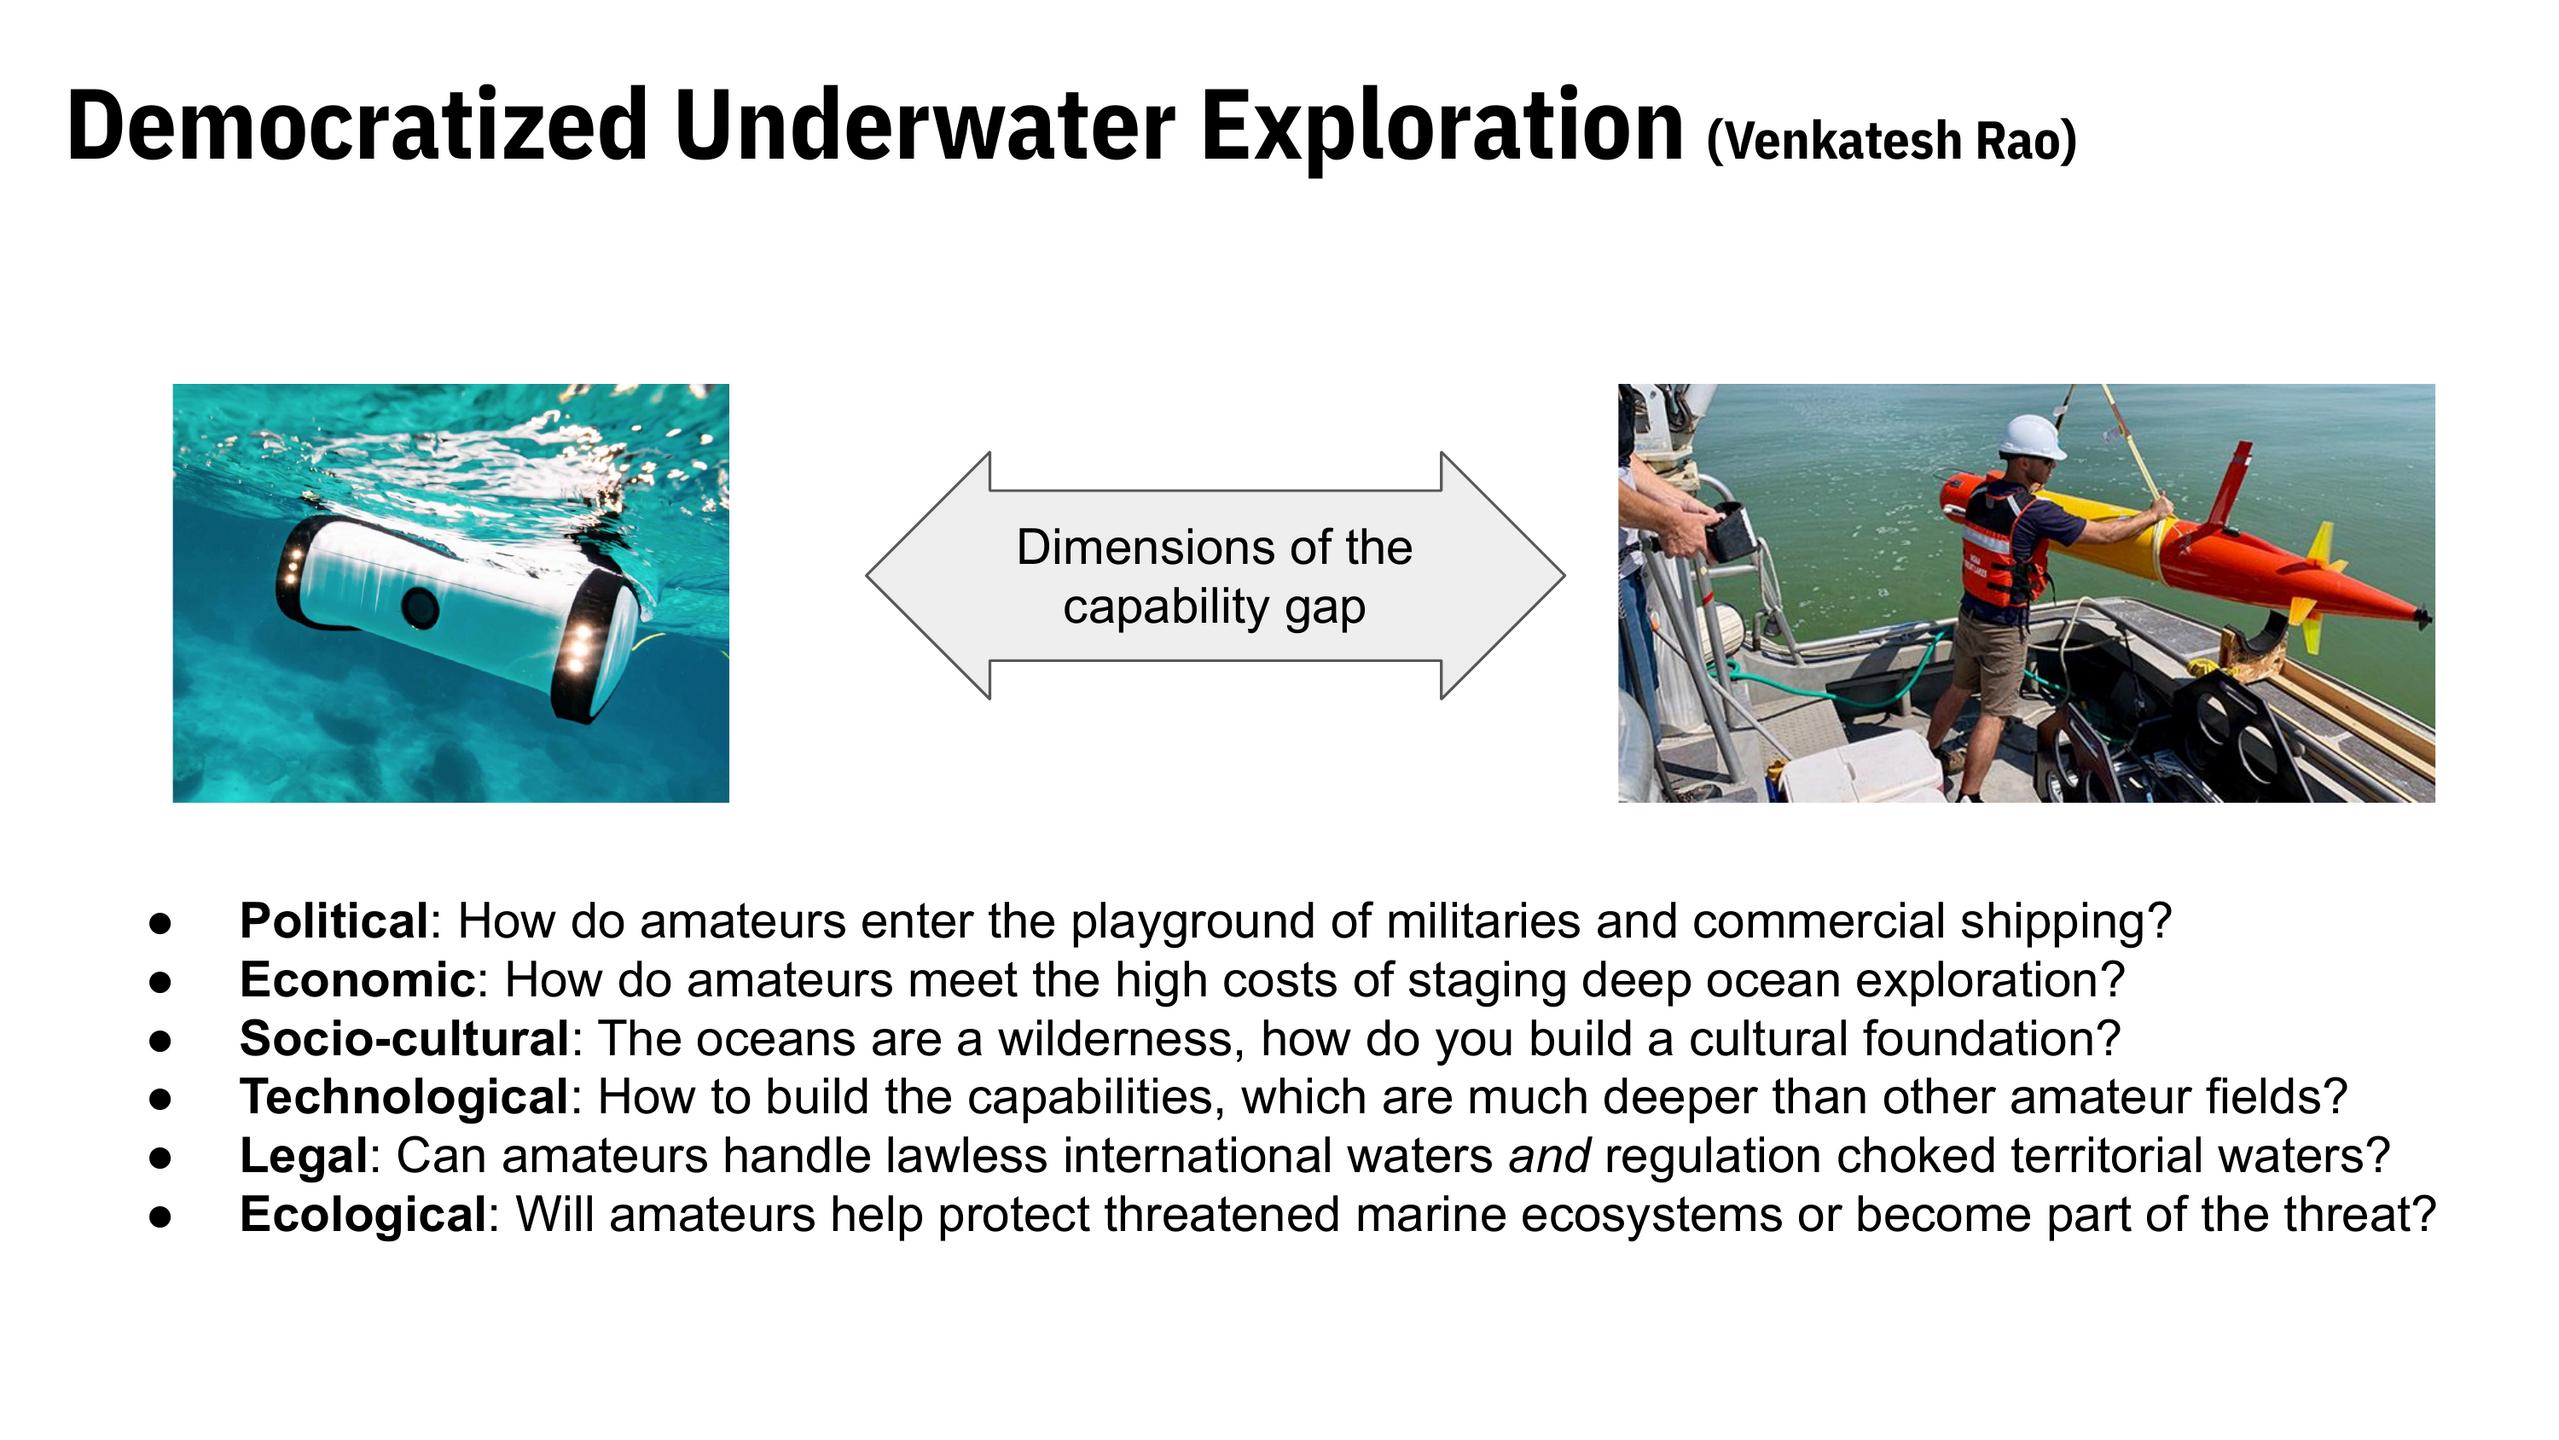 Democratized Underwater Exploration (Venkatesh Rao)
Dimensions of the
capability gap
● Political: How do amateurs enter the playground of militaries and commercial shipping?
● Economic: How do amateurs meet the high costs of staging deep ocean exploration?
● Socio-cultural: The oceans are a wilderness, how do you build a cultural foundation?
● Technological: How to build the capabilities, which are much deeper than other amateur fields?
● Legal: Can amateurs handle lawless international waters and regulation choked territorial waters?
● Ecological: Will amateurs help protect threatened marine ecosystems or become part of the threat?